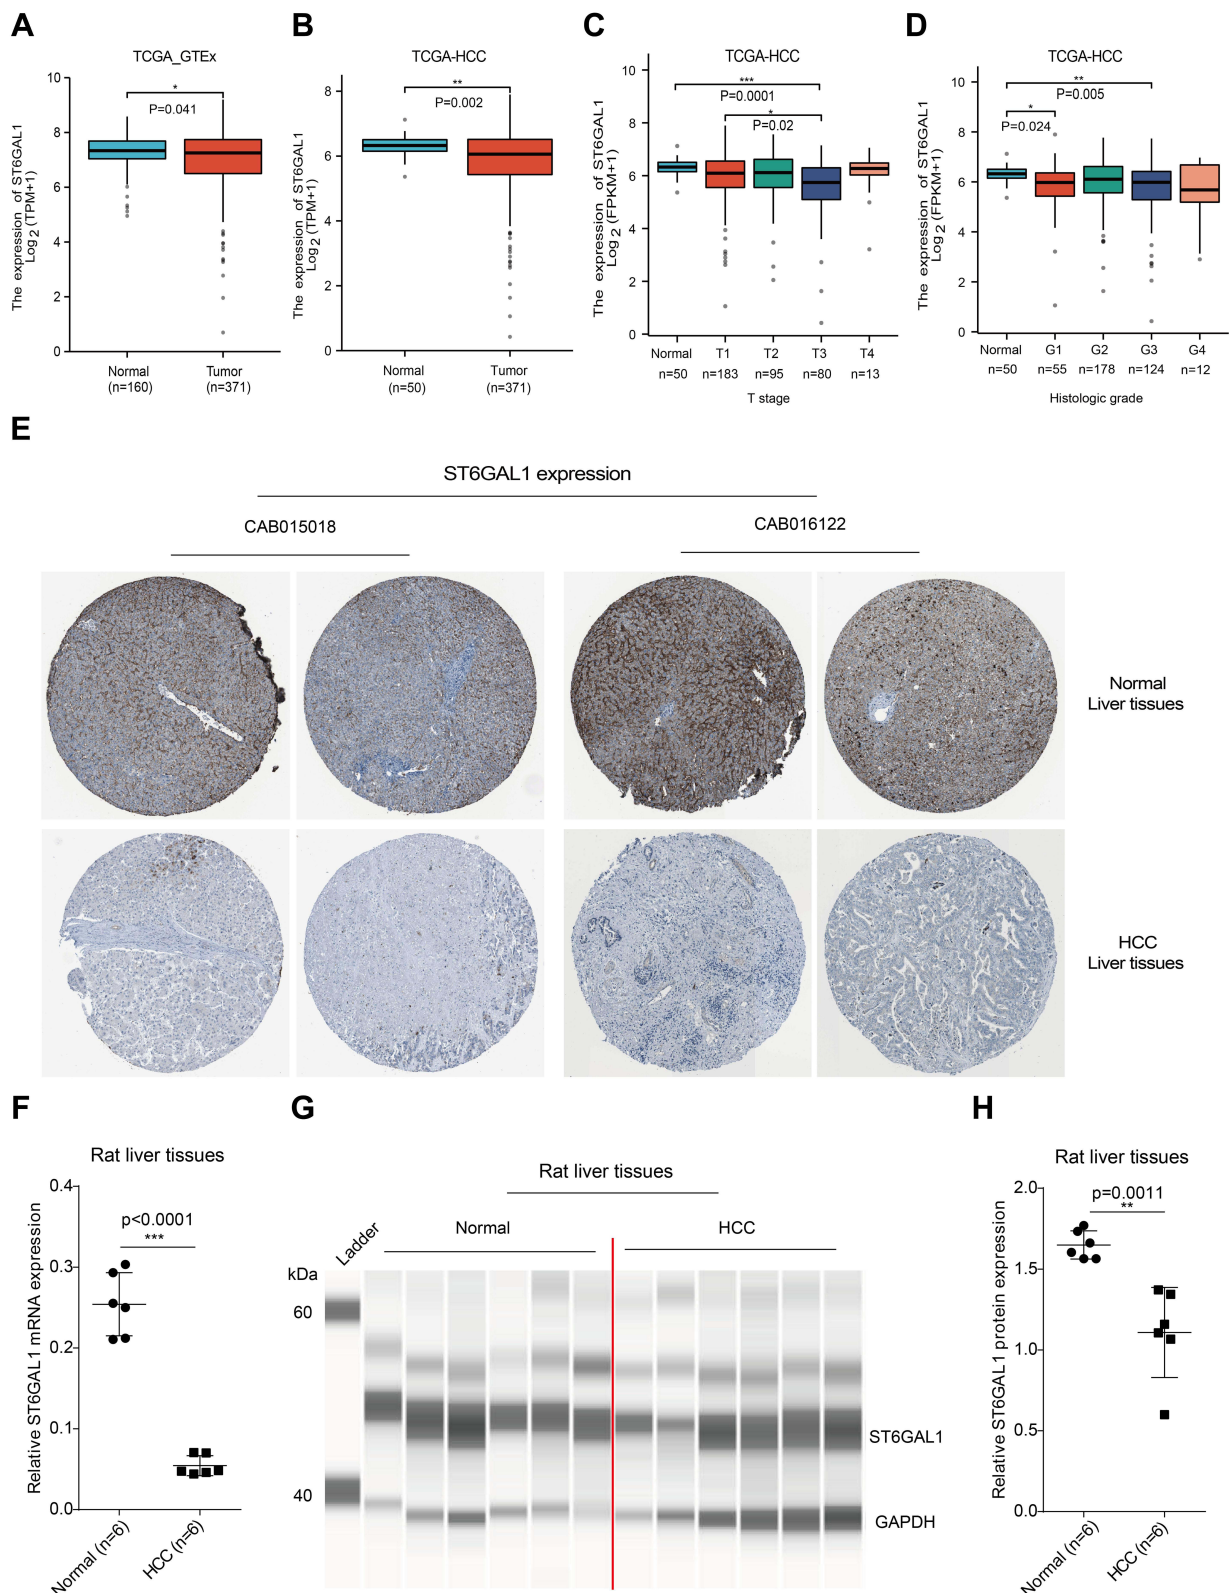 A
TCGA_GTEx
The expression of ST6GAL1
Log2 (TPM+1)
10
8
6
4
2
0
*
P=0.041
Normal
(n=160)
Tumor
(n=371)
B
TCGA-HCC
The expression of ST6GAL1
Log2 (TPM+1)
8
6
4
2
0
**
P=0.002
Normal
(n=50)
Tumor
(n=371)
C
TCGA-HCC
The expression of ST6GAL1
Log2 (FPKM+1)
10
8
6
4
2
0
***
P=0.0001
*
P=0.02
Normal T1 T2 T3 T4
n=50 n=183 n=95 n=80 n=13
T stage
D
TCGA-HCC
The expression of ST6GAL1
Log2 (FPKM+1)
10
8
6
4
2
0
**
P=0.005
*
P=0.024
Normal G1 G2 G3 G4
n=50 n=55 n=178 n=124 n=12
Histologic grade
E
ST6GAL1 expression
CAB015018
CAB016122
Normal
Liver tissues
HCC
Liver tissues
F
Rat liver tissues
Relative ST6GAL1 mRNA expression
0.4
0.3
0.2
0.1
0.0
p<0.0001
***
Normal (n=6)
HCC (n=6)
G
Rat liver tissues
Ladder
Normal
HCC
kDa
60
40
ST6GAL1
GAPDH
H
Rat liver tissues
Relative ST6GAL1 protein expression
2.0
1.5
1.0
0.5
0.0
p=0.0011
**
Normal (n=6)
HCC (n=6)